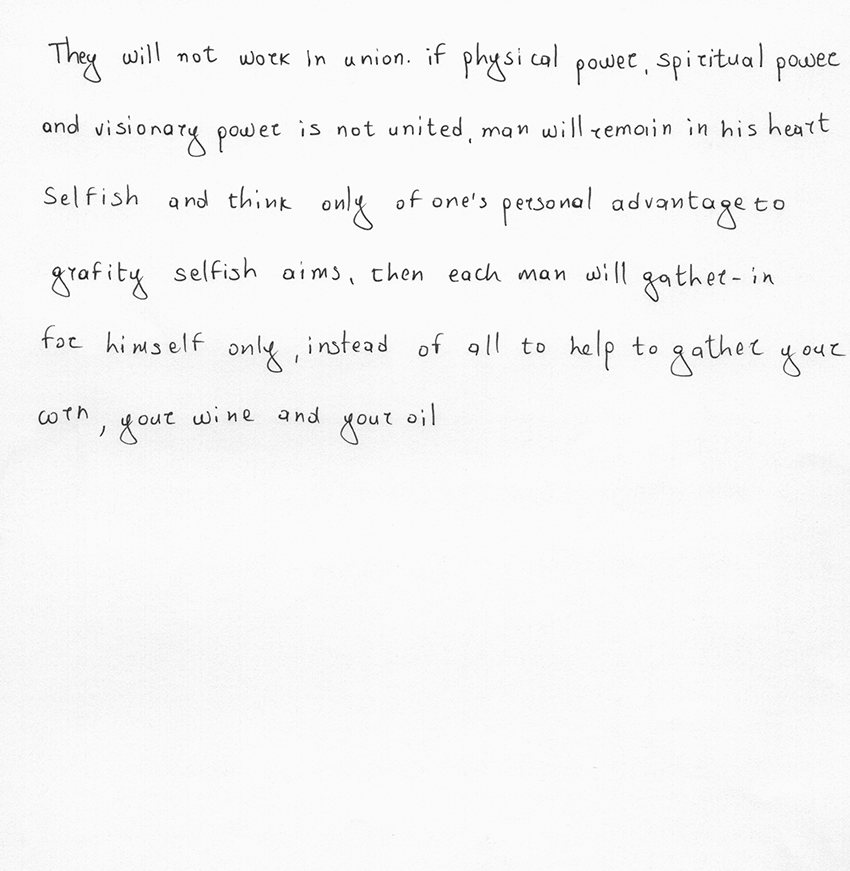 They will not work in union. if physical power, spiritual power
and visionary power is not united, man will remain in his heart
Selfish and think only of one's personal advantage to
grafity selfish aims, then each man will gather-in
for himself only, instead of all to help to gather your
corn, your wine and your oil